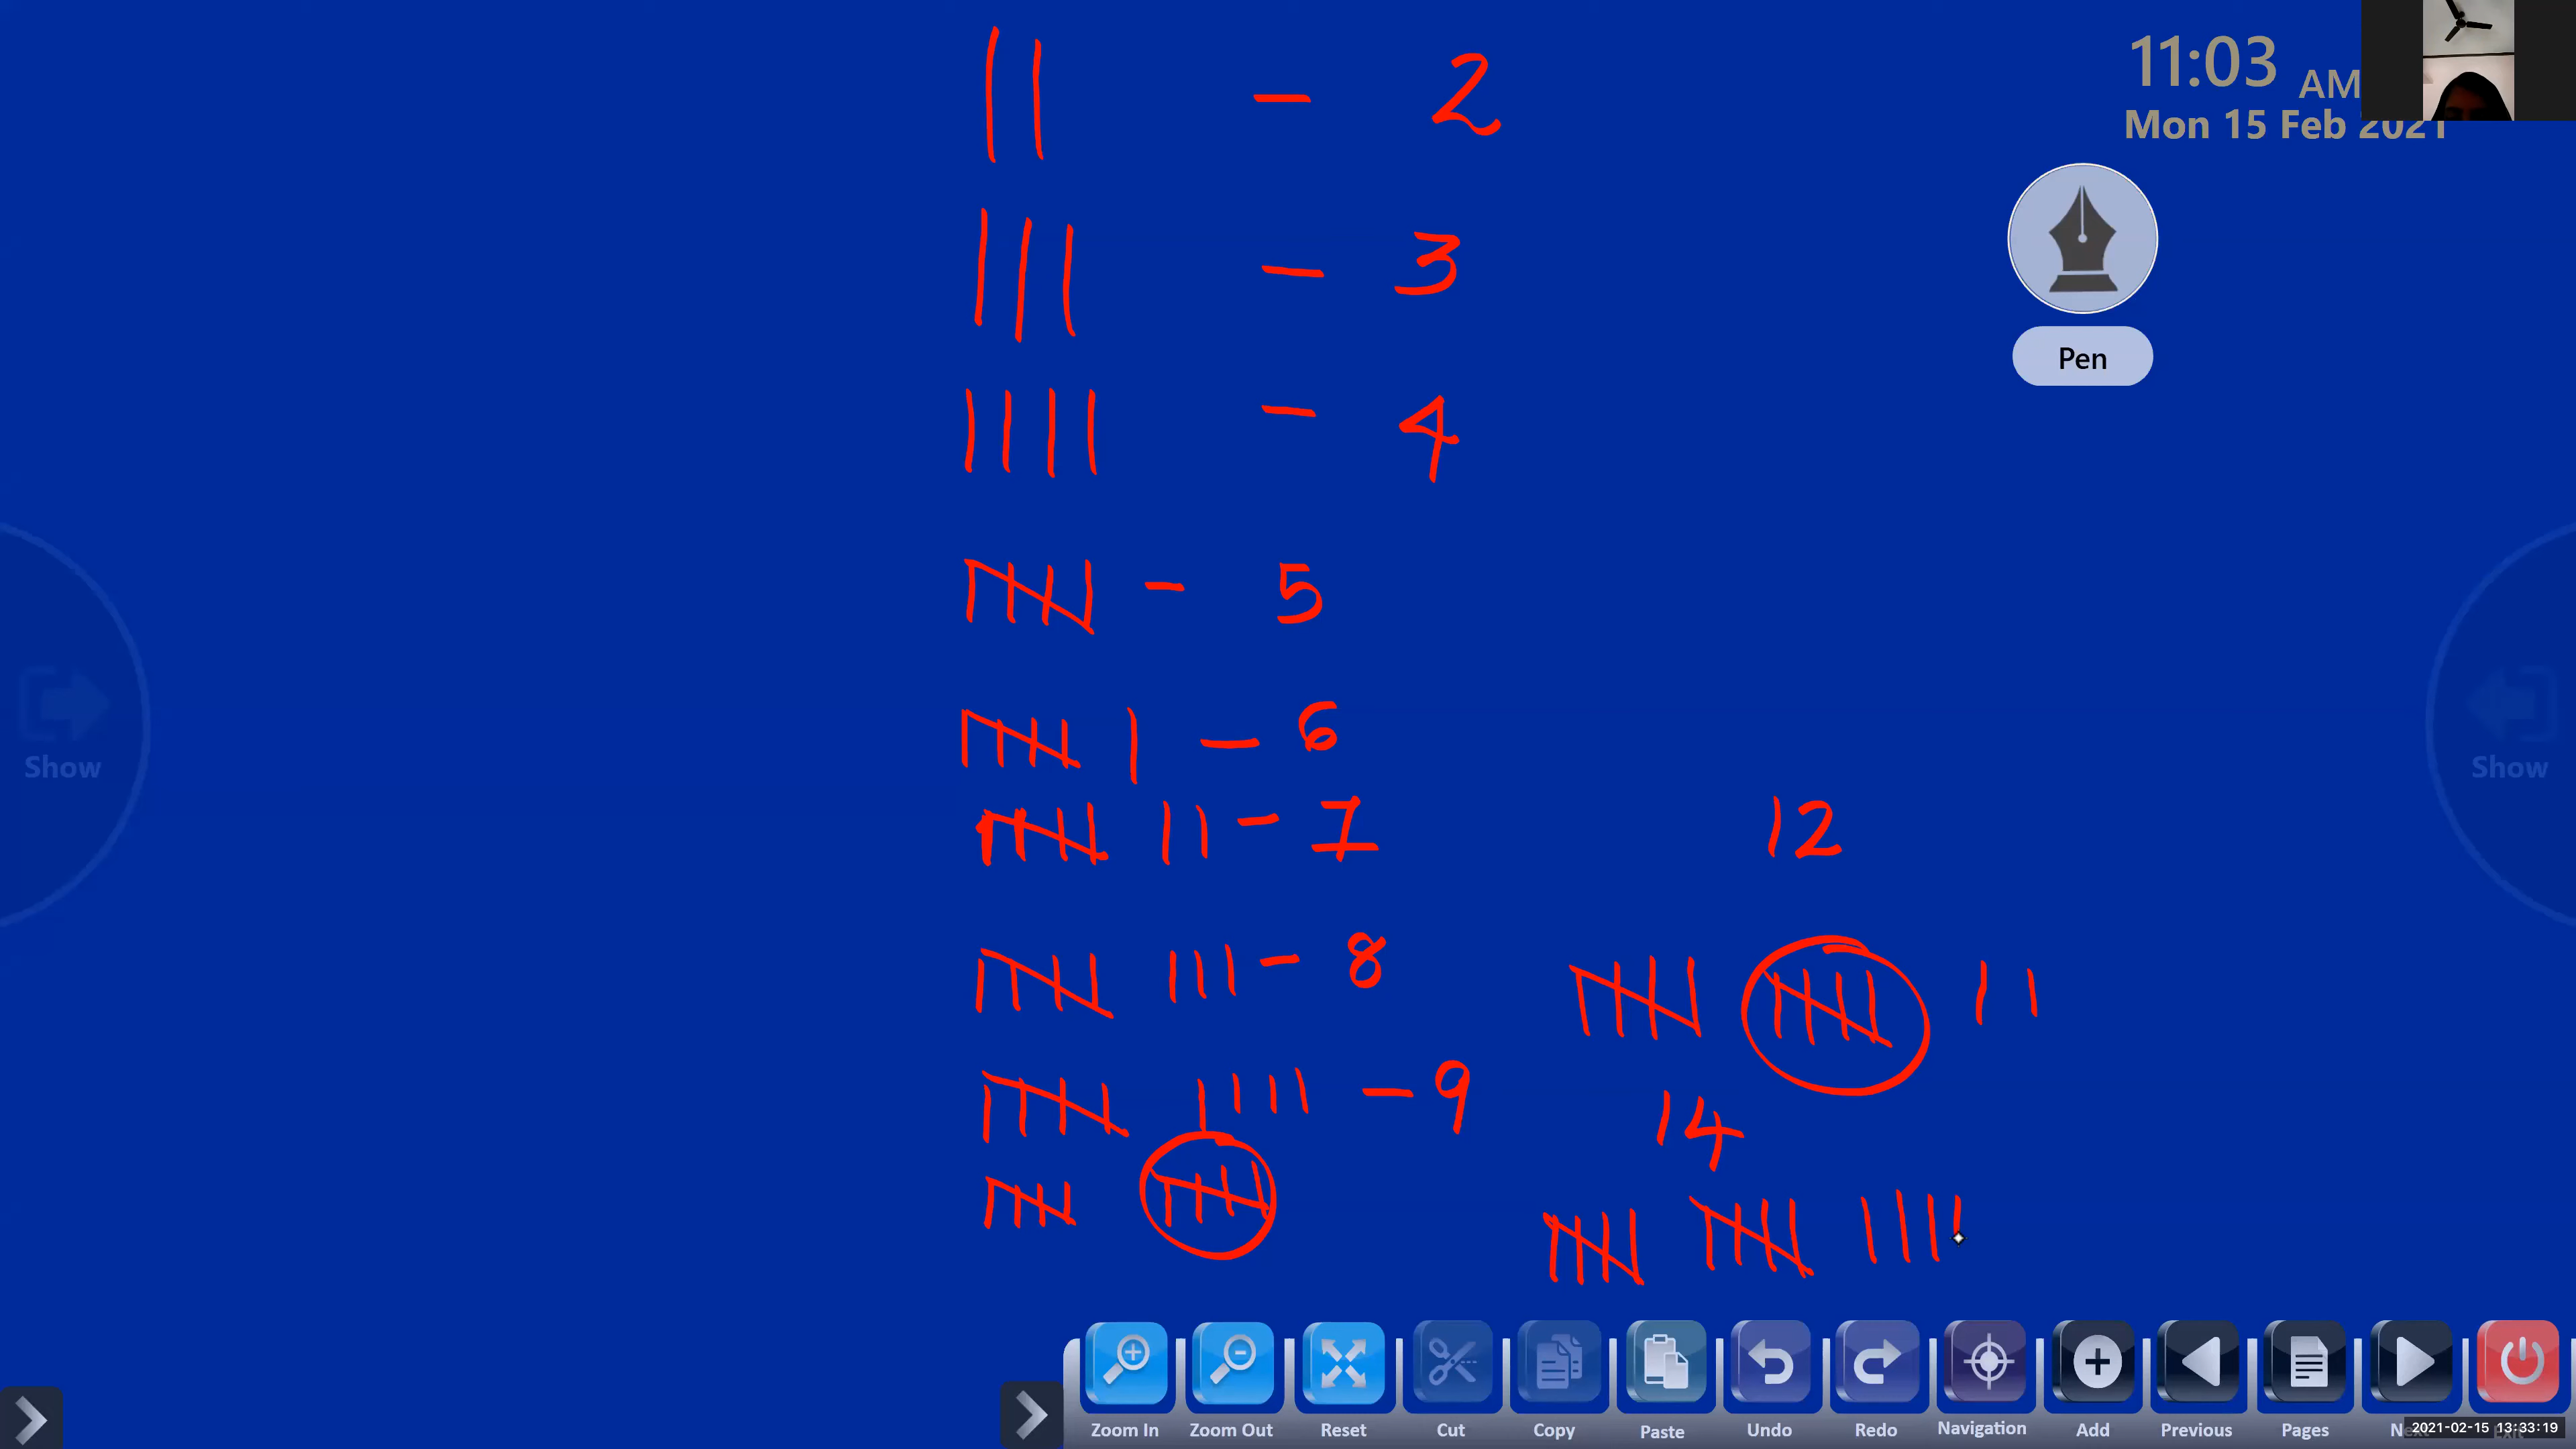 11:03 AM
Mon 15 Feb 2021
|| - 2
||| - 3
|||| - 4
Pen
- 5
| - 6
|| - 7
||| - 8
|||| - 9
12
||
14
||||
Show
Show
Zoom In
Zoom Out
Reset
Cut
Copy
Paste
Undo
Redo
Navigation
Add
Previous
Pages
2021-02-15 13:33:19